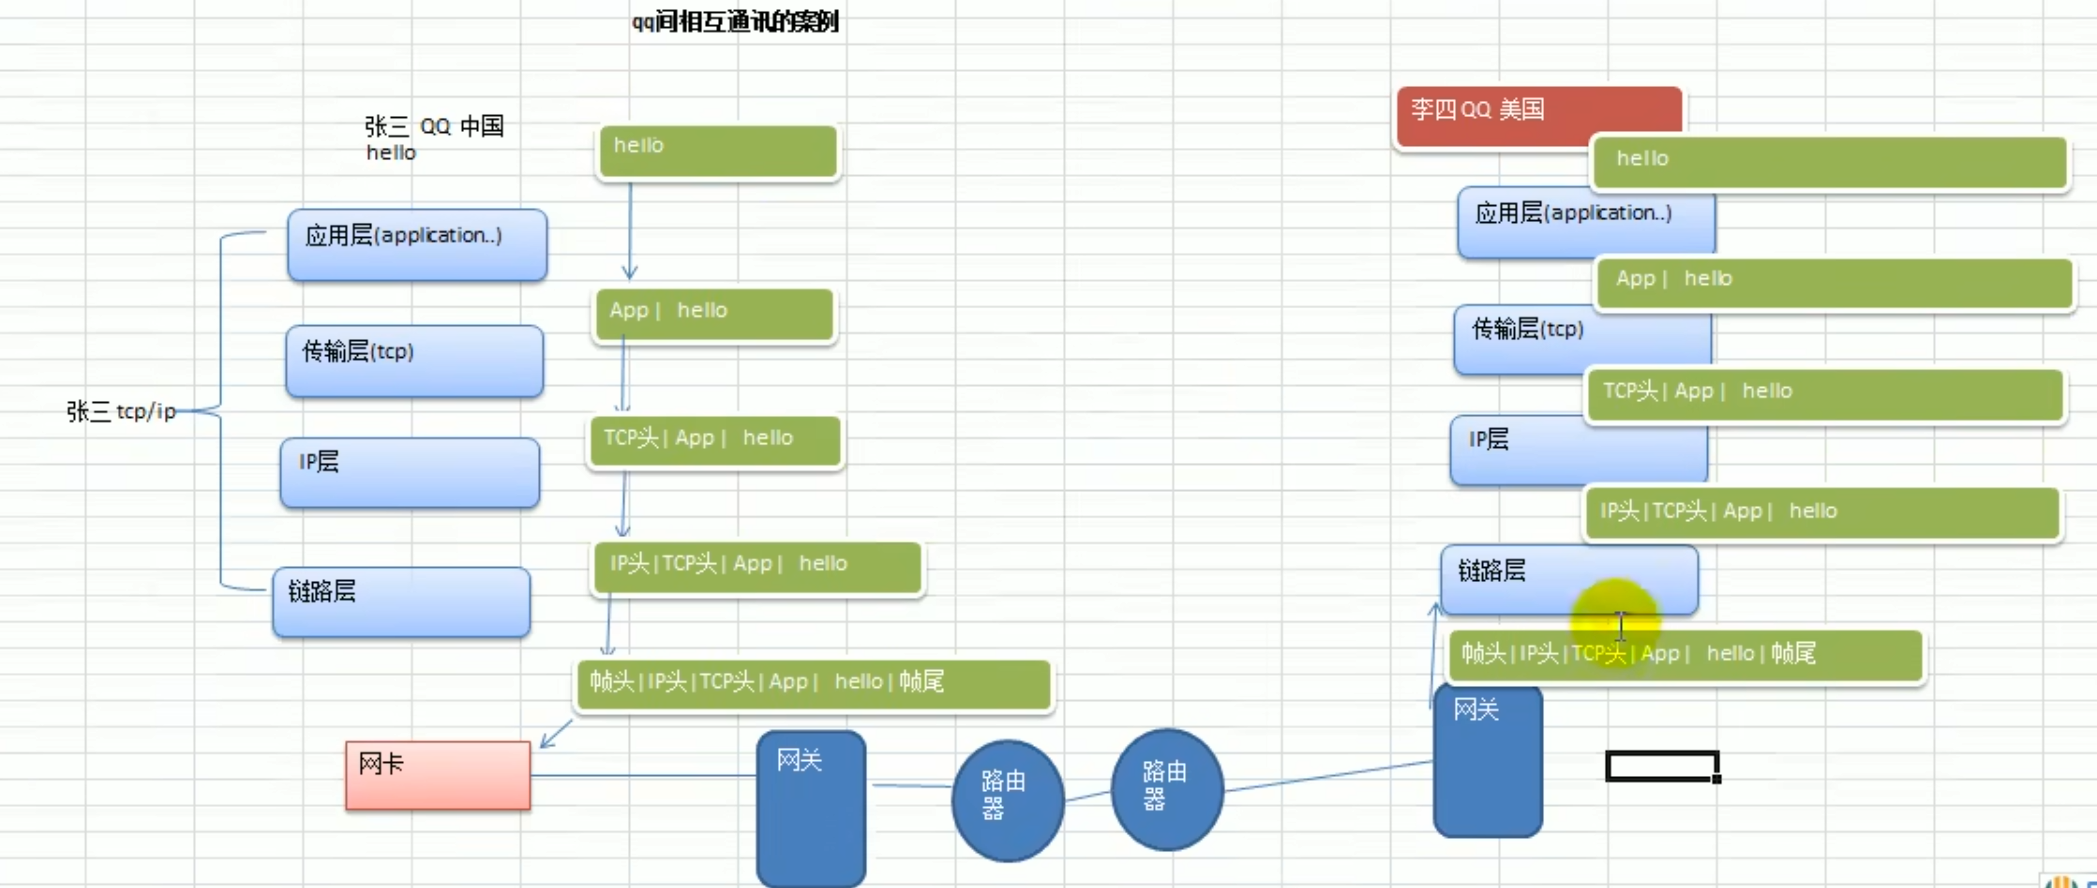 qq间相互通讯的案例
张三 QQ 中国
hello
hello
应用层(application..)
App | hello
传输层(tcp)
张三 tcp/ip
TCP头 | App | hello
IP层
IP头 | TCP头 | App | hello
链路层
帧头 | IP头 | TCP头 | App | hello | 帧尾
网卡
网关
路由
器
路由
器
李四 QQ 美国
hello
应用层(application..)
App | hello
传输层(tcp)
TCP头 | App | hello
IP层
IP头 | TCP头 | App | hello
链路层
帧头 | IP头 | TCP头 | App | hello | 帧尾
网关